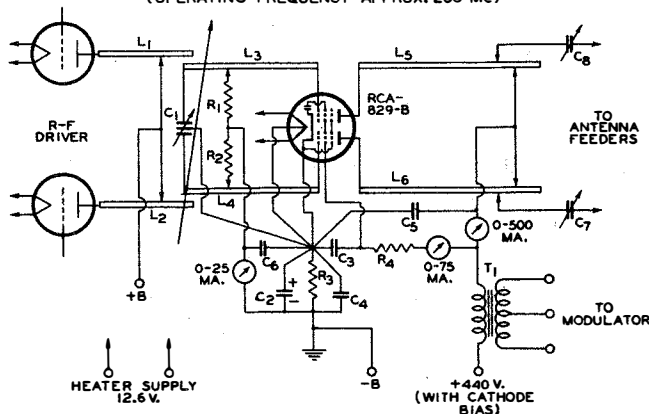 (OPERATING FREQUENCY APPROX. 200 MC)
L1
L3
L5
C8
R-F
DRIVER
C1
R1
R2
RCA-
829-B
TO
ANTENNA
FEEDERS
L2
L4
L6
C7
C5
0-500
MA.
+B
0-25
MA.
C6
C3
R4
0-75
MA.
T1
C2
+
-
R3
C4
TO
MODULATOR
HEATER SUPPLY
12.6 V.
-B
+440 V.
(WITH CATHODE
BIAS)